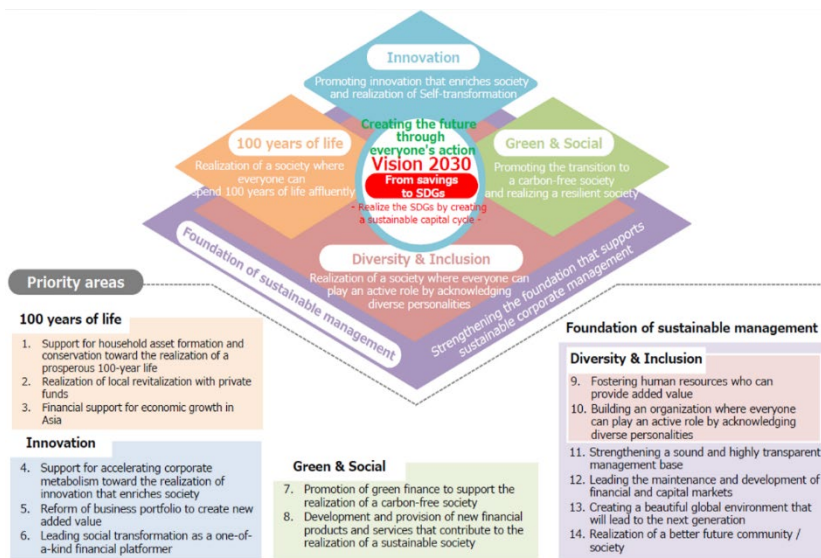 Innovation
Promoting innovation that enriches society
and realization of Self-transformation
100 years of life
Realization of a society where
everyone can
spend 100 years of life affluently
Creating the future
through
everyone's action
Vision 2030
From savings
to SDGs
- Realize the SDGs by creating
a sustainable capital cycle -
Green & Social
Promoting the transition to
a carbon-free society
and realizing a resilient society
Diversity & Inclusion
Realization of a society where everyone can
play an active role by acknowledging
diverse personalities
Foundation of sustainable management
Strengthening the foundation that supports
sustainable corporate management
Priority areas
100 years of life
1. Support for household asset formation and
conservation toward the realization of a
prosperous 100-year life
2. Realization of local revitalization with private
funds
3. Financial support for economic growth in
Asia
Innovation
4. Support for accelerating corporate
metabolism toward the realization of
innovation that enriches society
5. Reform of business portfolio to create new
added value
6. Leading social transformation as a one-of-
a-kind financial platformer
Green & Social
7. Promotion of green finance to support the
realization of a carbon-free society
8. Development and provision of new financial
products and services that contribute to the
realization of a sustainable society
Foundation of sustainable management
Diversity & Inclusion
9. Fostering human resources who can
provide added value
10. Building an organization where everyone
can play an active role by acknowledging
diverse personalities
11. Strengthening a sound and highly transparent
management base
12. Leading the maintenance and development of
financial and capital markets
13. Creating a beautiful global environment that
will lead to the next generation
14. Realization of a better future community /
society